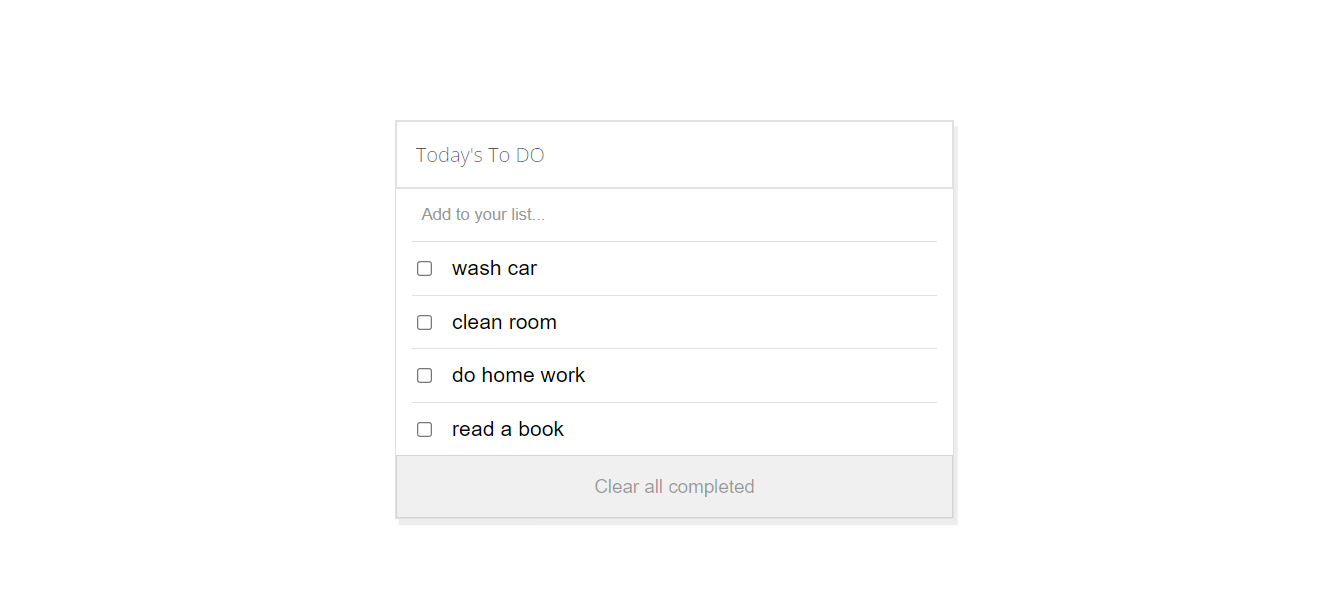 Today's To DO
Add to your list...
wash car
clean room
do home work
read a book
Clear all completed